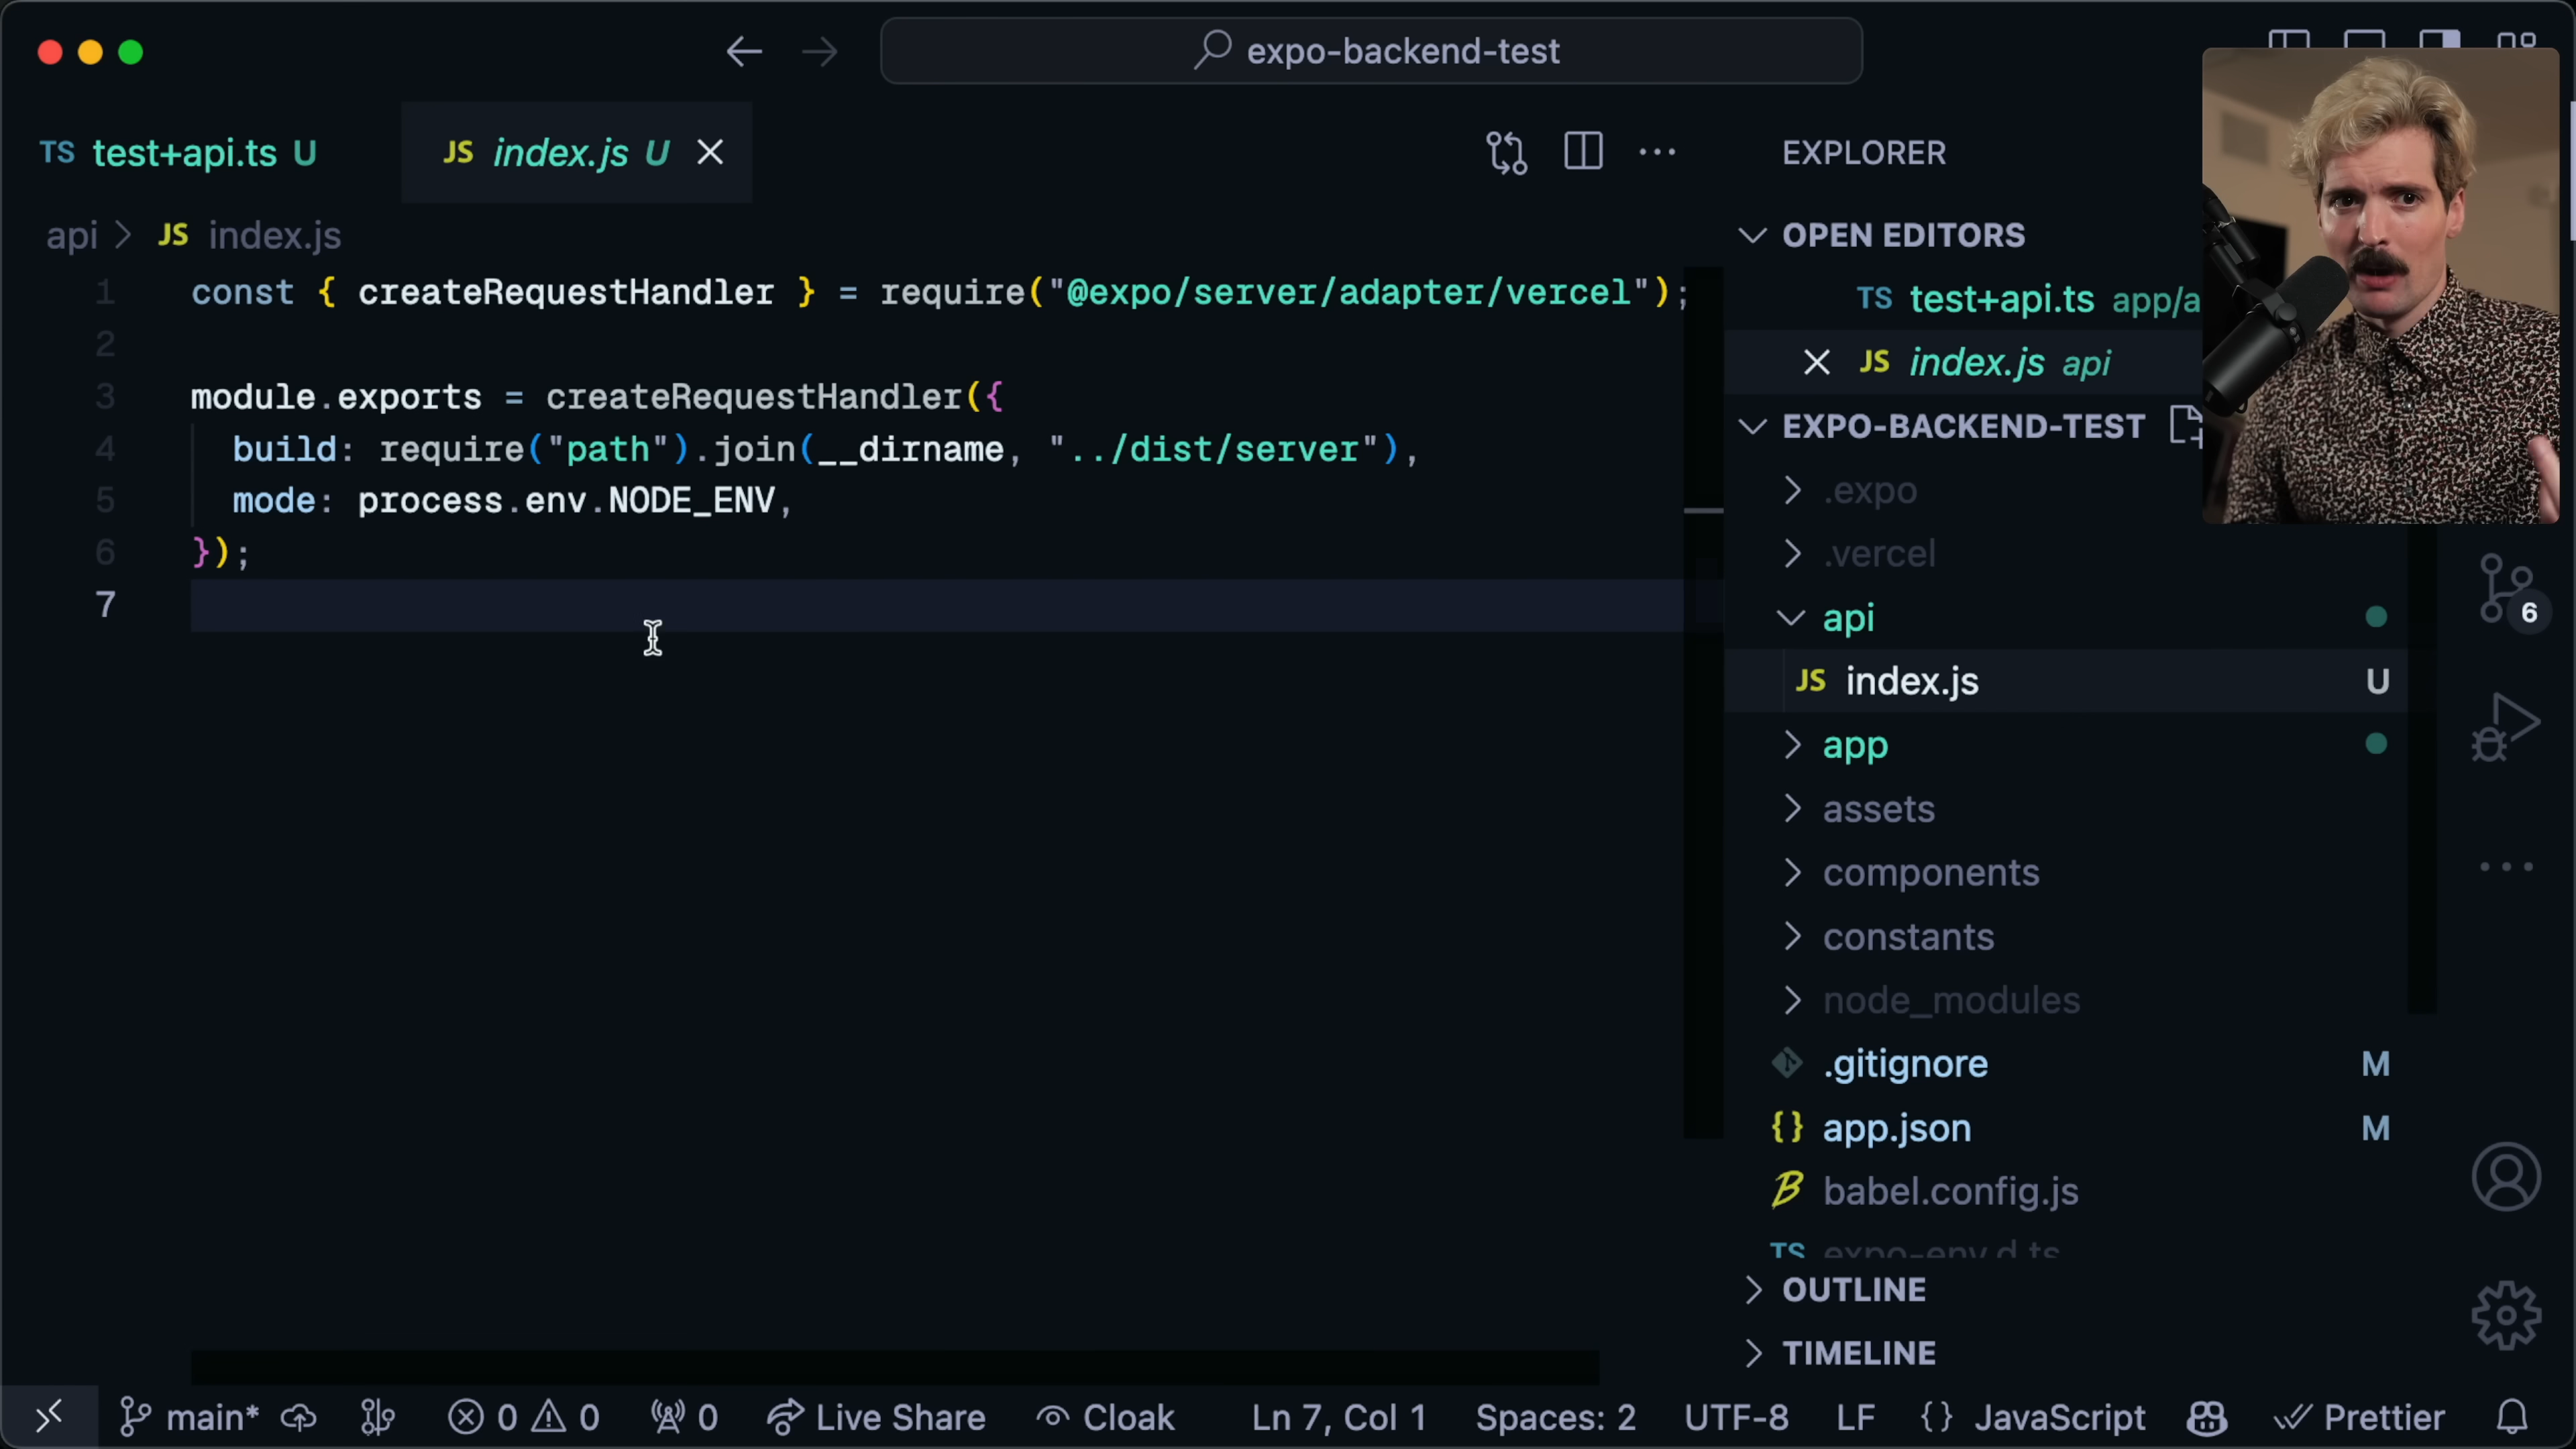 expo-backend-test
TS test+api.ts U
JS index.js U
EXPLORER
api > JS index.js
OPEN EDITORS
TS test+api.ts app/a
JS index.js api
EXPO-BACKEND-TEST
1 const { createRequestHandler } = require("@expo/server/adapter/vercel");
2
3 module.exports = createRequestHandler({
4 build: require("path").join(__dirname, "../dist/server"),
5 mode: process.env.NODE_ENV,
6 });
7
.expo
.vercel
api
JS index.js U
app
assets
components
constants
node_modules
.gitignore M
{} app.json M
babel.config.js
TS expo-env.d.ts
OUTLINE
TIMELINE
6
main* 0 0 0 Live Share Cloak Ln 7, Col 1 Spaces: 2 UTF-8 LF {} JavaScript Prettier